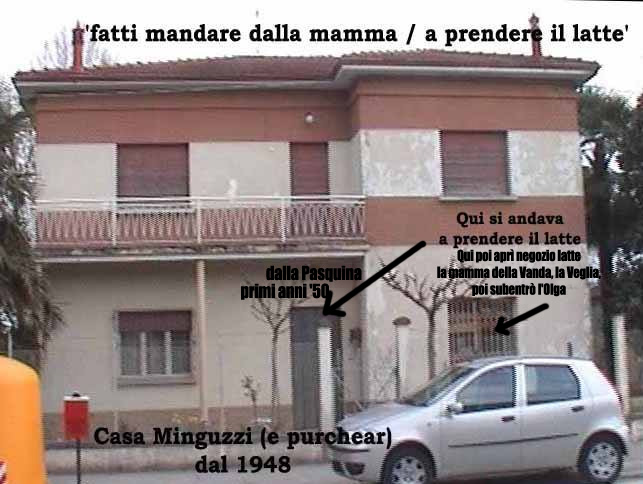 'fatti mandare dalla mamma / a prendere il latte'
Qui si andava
a prendere il latte
Qui poi aprì negozio latte
la mamma della Vanda, la Veglia,
poi subentrò l'Olga
dalla Pasquina
primi anni '50
Casa Minguzzi (e purchear)
dal 1948